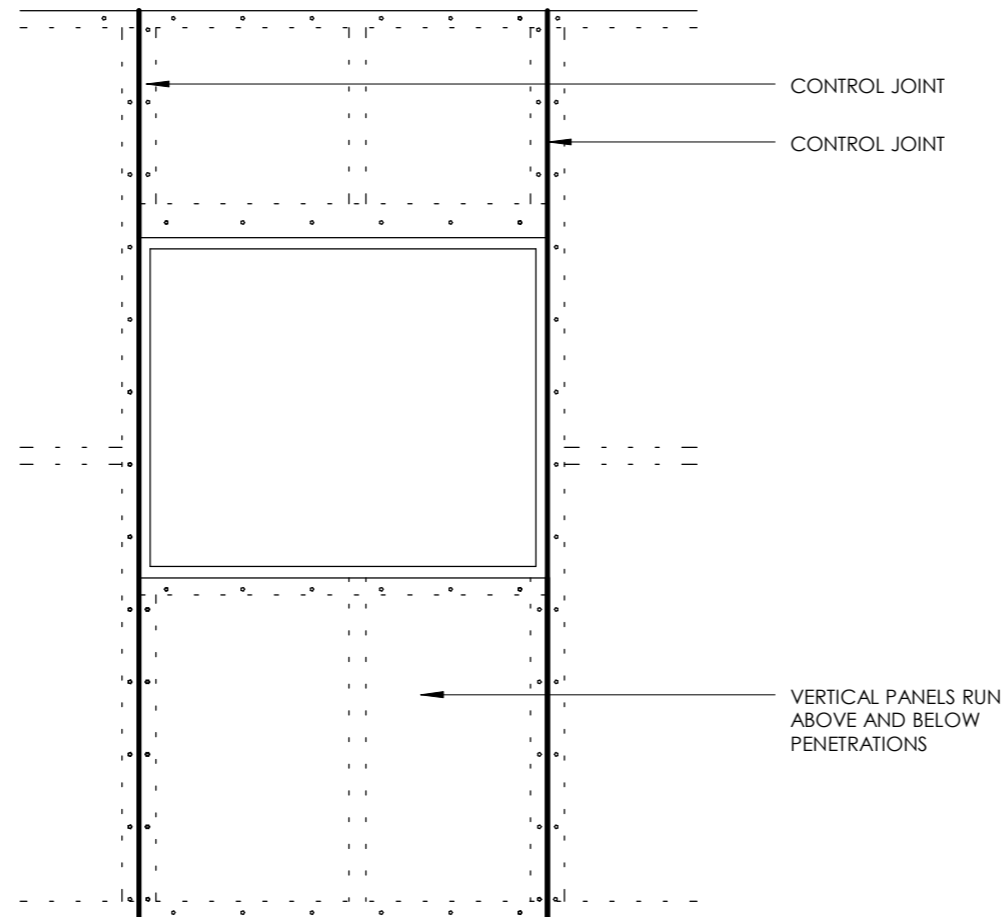 CONTROL JOINT
CONTROL JOINT
VERTICAL PANELS RUN
ABOVE AND BELOW
PENETRATIONS